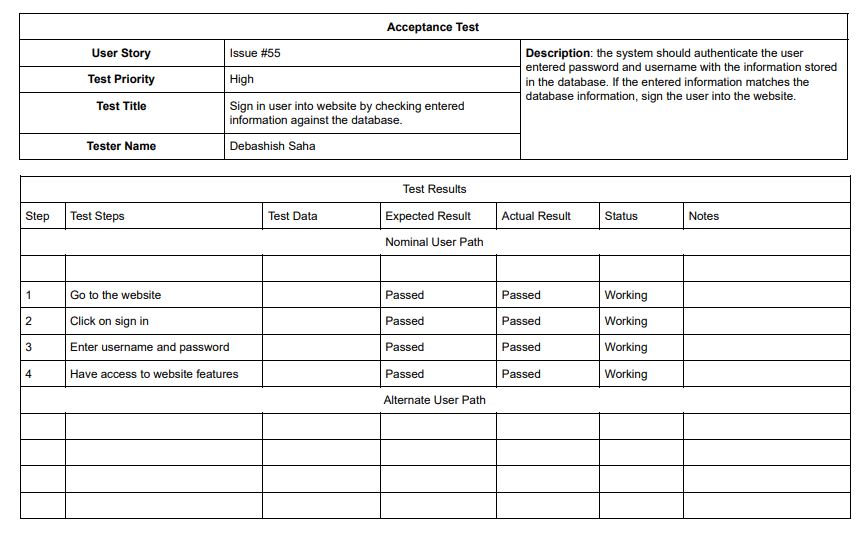 Acceptance Test
User Story
Issue #55
Description: the system should authenticate the user
entered password and username with the information stored
in the database. If the entered information matches the
database information, sign the user into the website.
Test Priority
High
Test Title
Sign in user into website by checking entered
information against the database.
Tester Name
Debashish Saha
Test Results
Step Test Steps Test Data Expected Result Actual Result Status Notes
Nominal User Path
1 Go to the website Passed Passed Working
2 Click on sign in Passed Passed Working
3 Enter username and password Passed Passed Working
4 Have access to website features Passed Passed Working
Alternate User Path